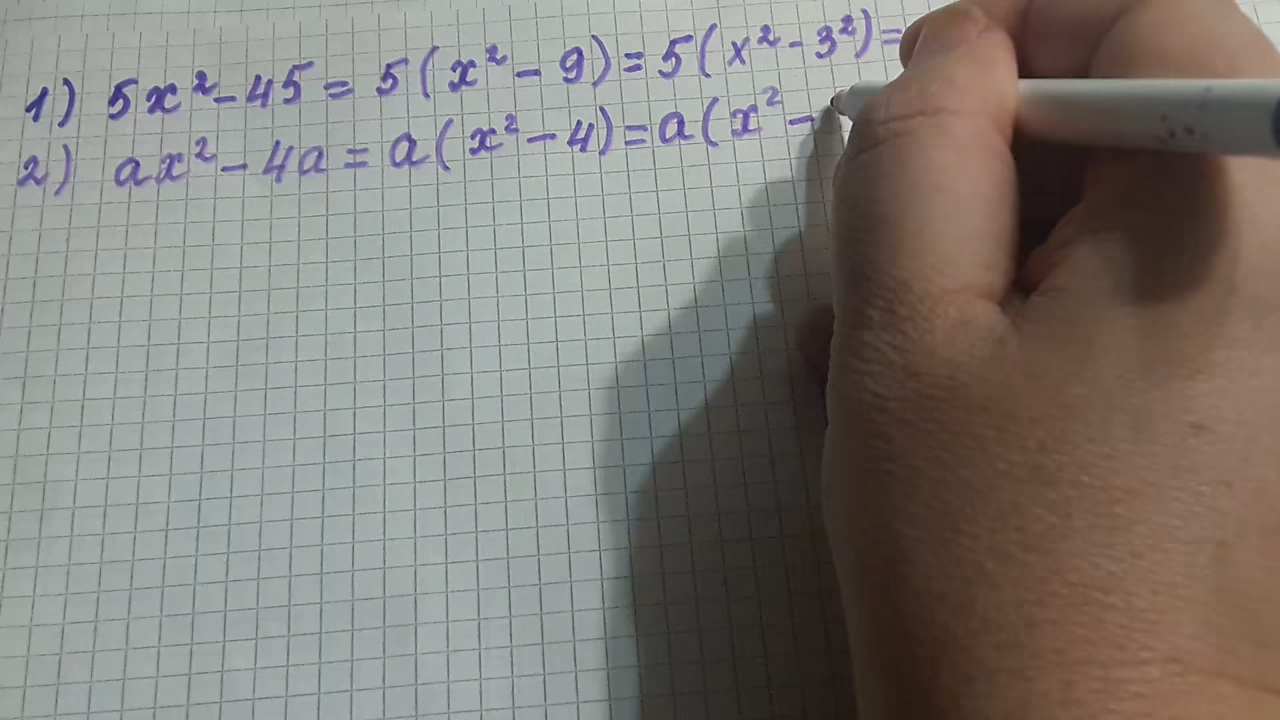 1) 5x² - 45 = 5(x² - 9) = 5(x² - 3²) =
2) ax² - 4a = a(x² - 4) = a(x² -